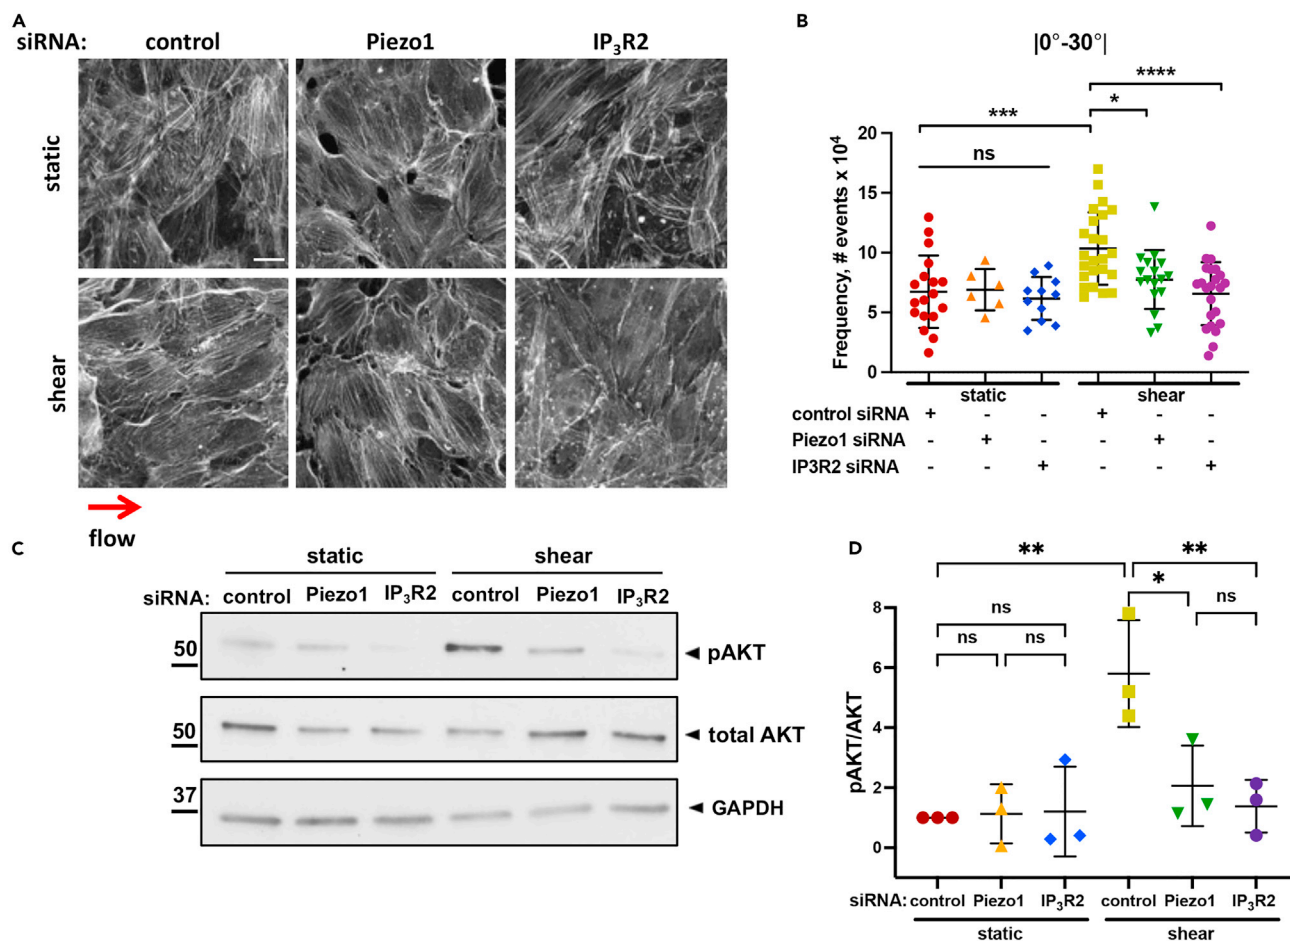 A
siRNA: control Piezo1 IP₃R2
static
shear
flow
B
|0°-30°|
****
*
***
ns
Frequency, # events x 10⁴
20
15
10
5
0
static shear
control siRNA + - - + - -
Piezo1 siRNA - + - - + -
IP3R2 siRNA - - + - - +
C
static shear
siRNA: control Piezo1 IP₃R2 control Piezo1 IP₃R2
50 pAKT
50 total AKT
37 GAPDH
D
** **
*
ns ns
ns ns
pAKT/AKT
8
6
4
2
0
siRNA: control Piezo1 IP₃R2 control Piezo1 IP₃R2
static shear